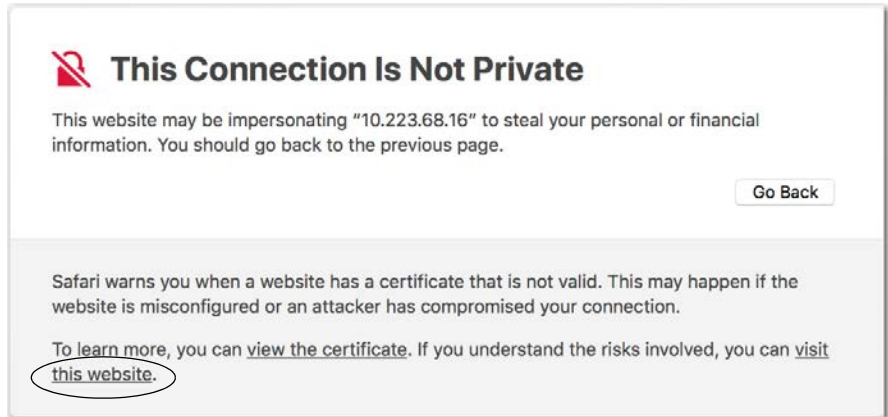 This Connection Is Not Private
This website may be impersonating “10.223.68.16” to steal your personal or financial
information. You should go back to the previous page.
Go Back
Safari warns you when a website has a certificate that is not valid. This may happen if the
website is misconfigured or an attacker has compromised your connection.
To learn more, you can view the certificate. If you understand the risks involved, you can visit
this website.